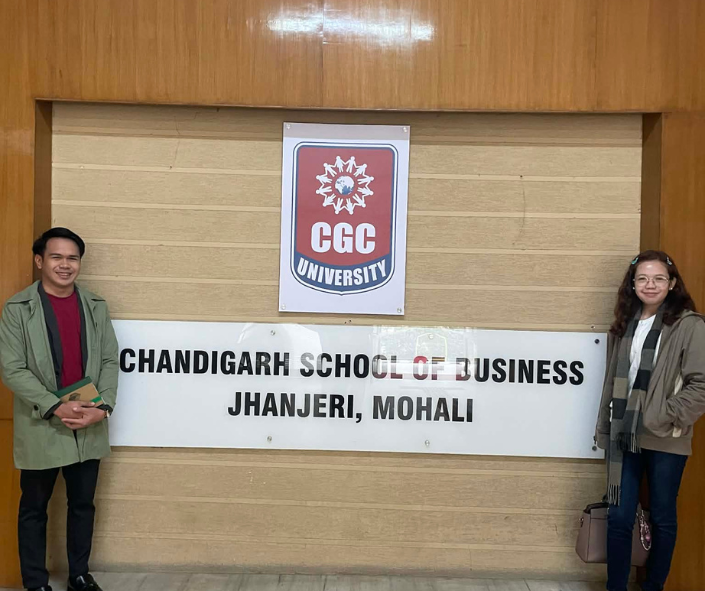 CGC
UNIVERSITY
CHANDIGARH SCHOOL OF BUSINESS
JHANJERI, MOHALI